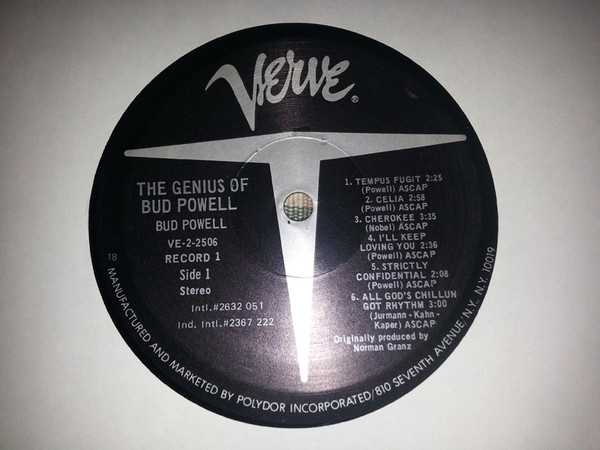 Verve®
THE GENIUS OF
BUD POWELL
BUD POWELL
VE-2-2506
RECORD 1
Side 1
Stereo
Intl.#2632 051
Ind. Intl.#2367 222
1. TEMPUS FUGIT 2:25
(Powell) ASCAP
2. CELIA 2:58
(Powell) ASCAP
3. CHEROKEE 3:35
(Nobel) ASCAP
4. I'LL KEEP
LOVING YOU 2:36
(Powell) ASCAP
5. STRICTLY
CONFIDENTIAL 2:08
(Powell) ASCAP
6. ALL GOD'S CHILLUN
GOT RHYTHM 3:00
(Jurmann - Kahn -
Kaper) ASCAP
Originally produced by
Norman Granz
18
MANUFACTURED AND MARKETED BY POLYDOR INCORPORATED/810 SEVENTH AVENUE, N.Y. N.Y. 10019